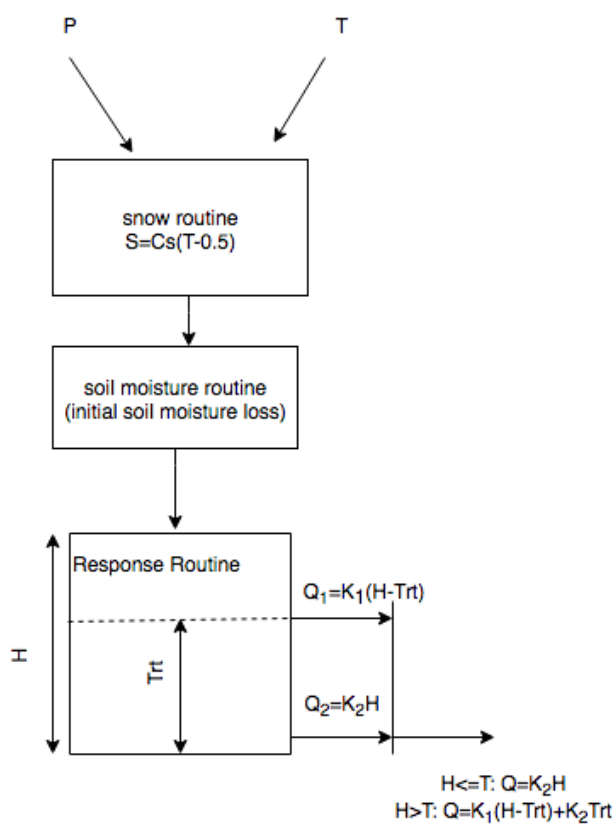 P
T
snow routine
S=Cs(T-0.5)
soil moisture routine
(initial soil moisture loss)
Response Routine
Q₁=K₁(H-Trt)
H
Trt
Q₂=K₂H
H<=T: Q=K₂H
H>T: Q=K₁(H-Trt)+K₂Trt